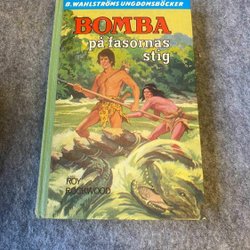 B. WAHLSTRÖMS UNGDOMSBÖCKER
BOMBA
på fasornas
stig
ROY
ROCKWOOD